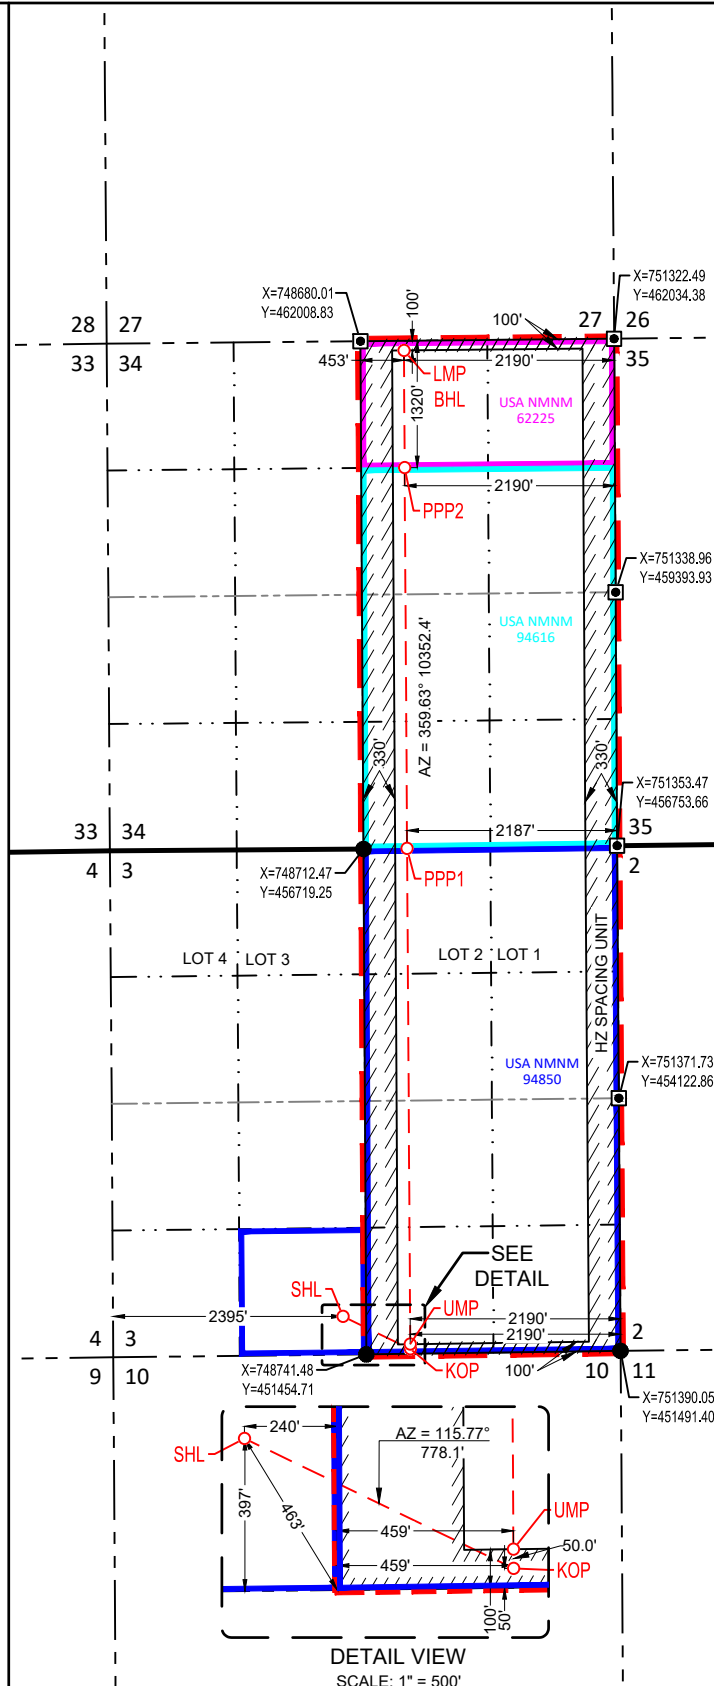 X=751322.49
Y=462034.38
X=748680.01
Y=462008.83
100'
100'
28
27
27
26
33
34
35
453'
2190'
LMP
BHL
1320'
USA NMNM
62225
2190'
PPP2
X=751338.96
Y=459393.93
USA NMNM
94616
AZ = 359.63° 10352.4'
330'
330'
X=751353.47
Y=456753.66
33
34
2187'
35
4
3
PPP1
2
X=748712.47
Y=456719.25
LOT 4
LOT 3
LOT 2
LOT 1
HZ SPACING UNIT
USA NMNM
94850
X=751371.73
Y=454122.86
SEE
DETAIL
SHL
UMP
2395'
2190'
2190'
4
3
2
9
10
KOP
100'
10
11
X=748741.48
Y=451454.71
X=751390.05
Y=451491.40
240'
AZ = 115.77°
778.1'
SHL
397'
463'
459'
UMP
50.0'
459'
KOP
100'
50'
DETAIL VIEW
SCALE: 1" = 500'